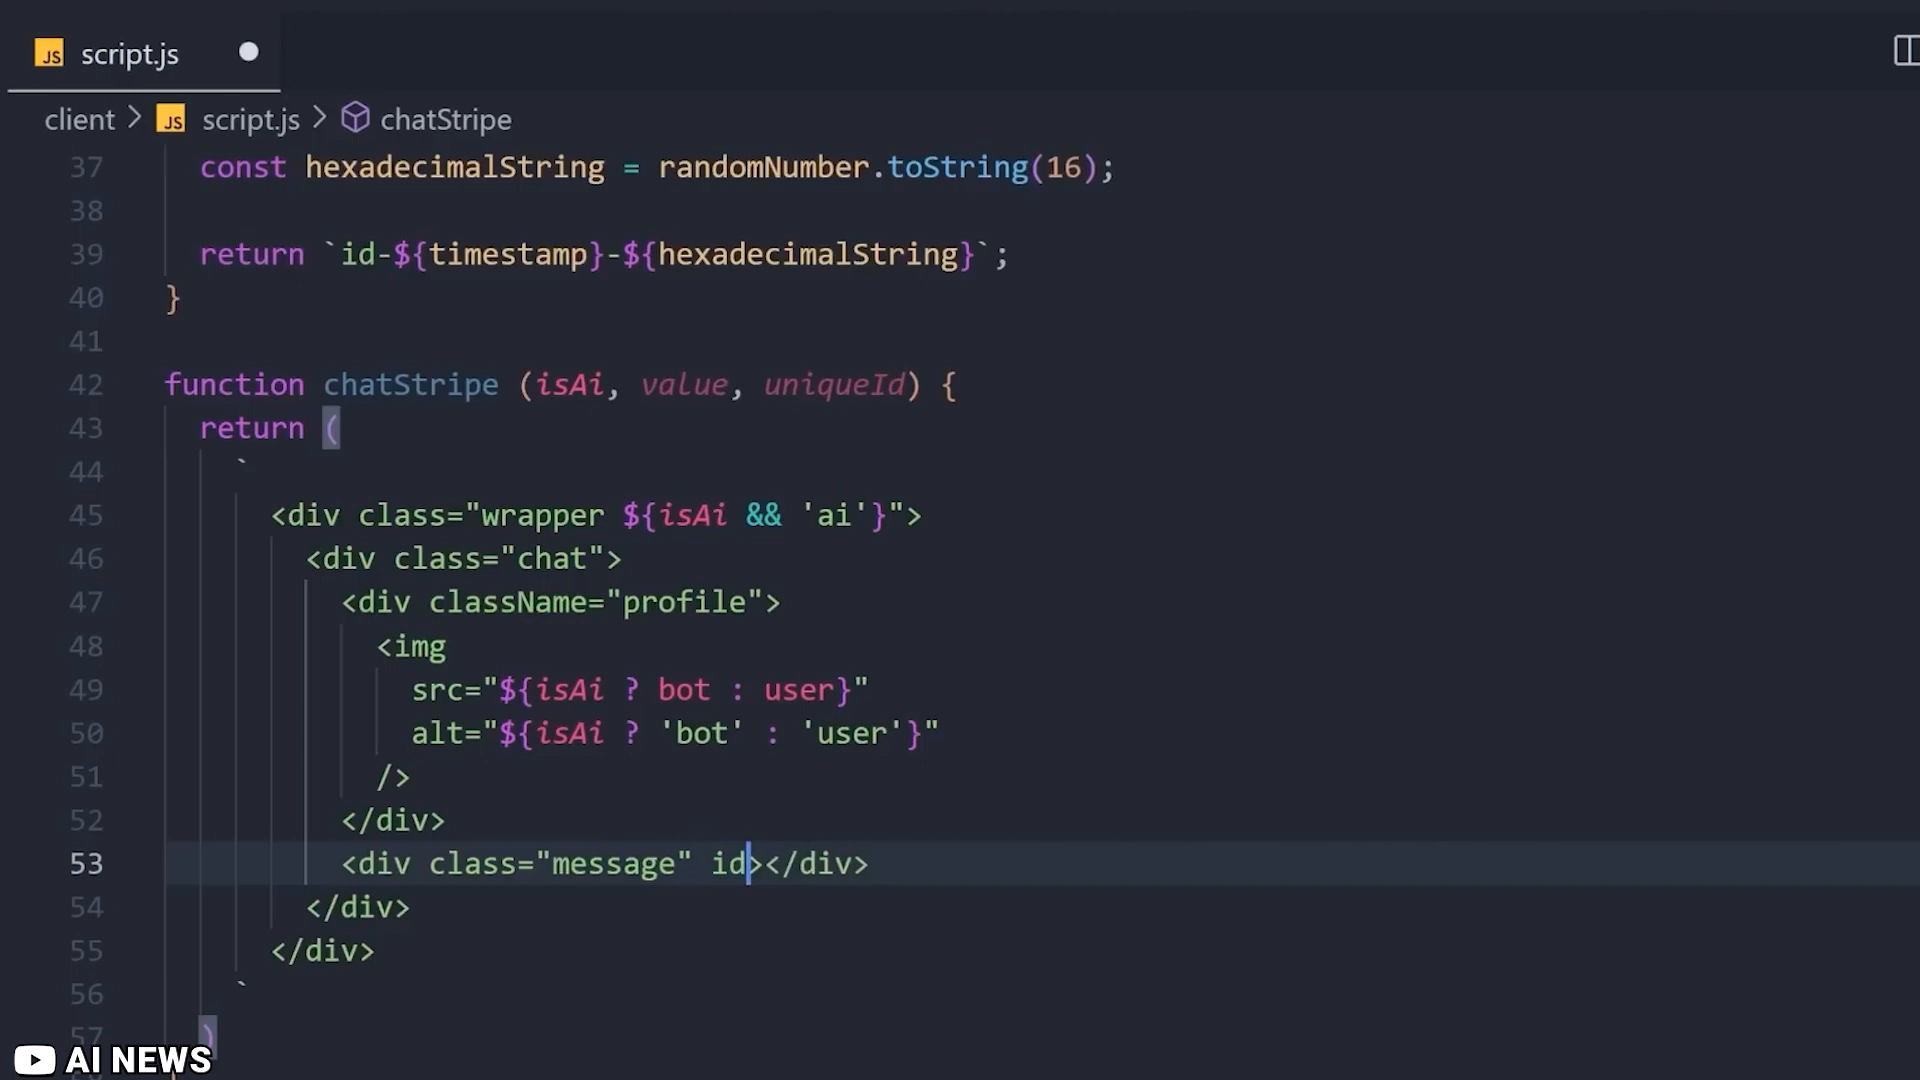 JS script.js
client > JS script.js > chatStripe
37 const hexadecimalString = randomNumber.toString(16);
38
39 return `id-${timestamp}-${hexadecimalString}`;
40 }
41
42 function chatStripe (isAi, value, uniqueId) {
43 return (
44 `
45 <div class="wrapper ${isAi && 'ai'}">
46 <div class="chat">
47 <div className="profile">
48 <img
49 src="${isAi ? bot : user}"
50 alt="${isAi ? 'bot' : 'user'}"
51 />
52 </div>
53 <div class="message" id></div>
54 </div>
55 </div>
56 `
57 )
AI NEWS